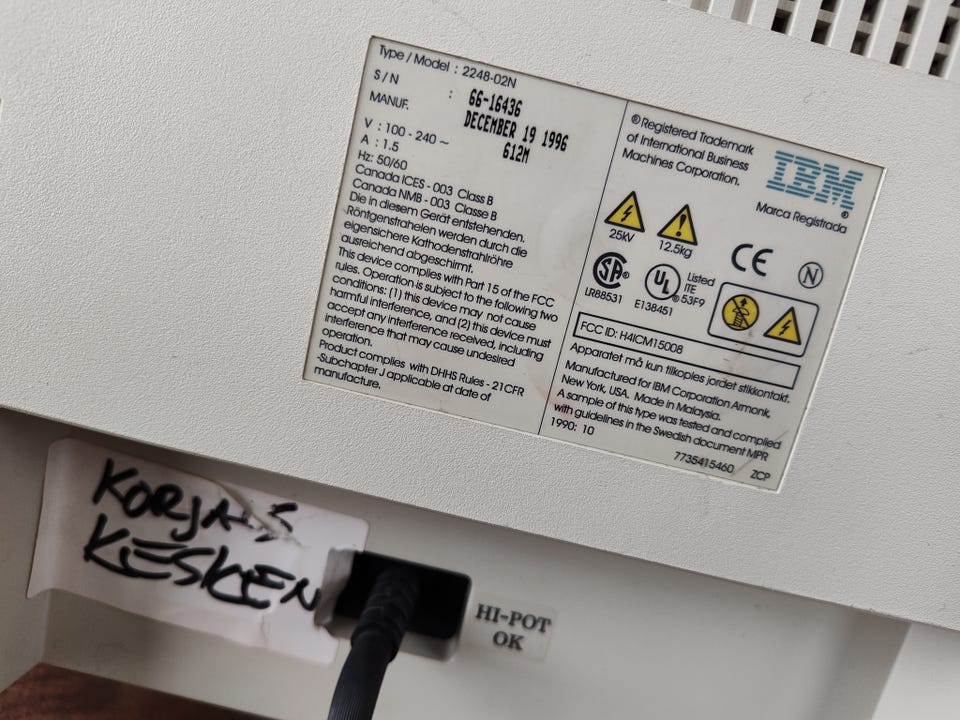 Type / Model : 2248-02N
S / N : 66-16436
MANUF. DECEMBER 19 1996
612M
V : 100 - 240 ~
A : 1.5
Hz: 50/60
Canada ICES - 003 Class B
Canada NMB - 003 Classe B
Die in diesem Gerät entstehenden.
Röntgenstrahelen werden durch die
eigensichere Kathodenstrahlröhre
ausreichend abgeschirmt.
This device complies with Part 15 of the FCC
rules. Operation is subject to the following two
conditions: (1) this device may not cause
harmful interference, and (2) this device must
accept any interference received, including
interference that may cause undesired
operation.
Product complies with DHHS Rules - 21CFR
-Subchapter J applicable at date of
manufacture.
® Registered Trademark
of International Business
Machines Corporation.
IBM®
Marca Registrada
25kV
12.5kg
CE
N
SA®
LR88531
UL®
Listed
ITE
53F9
E138451
FCC ID: H4ICM15008
Apparatet må kun tilkoples jordet stikkontakt.
Manufactured for IBM Corporation Armonk,
New York, USA. Made in Malaysia.
A sample of this type was tested and complied
with guidelines in the Swedish document MPR
1990: 10
7735415460 ZCP
KORJAUS
KESKEN
HI-POT
OK